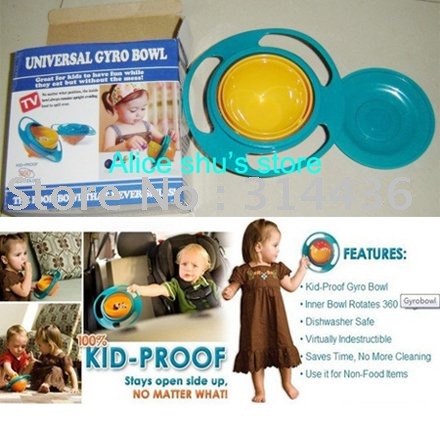 UNIVERSAL GYRO BOWL
Great for kids to have fun while
they eat but without the mess!
TV
KID-PROOF
360°
Alice shu's store
Store No: 31
6
FEATURES:
· Kid-Proof Gyro Bowl
· Inner Bowl Rotates 360
Gyrobowl
· Dishwasher Safe
· Virtually Indestructible
· Saves Time, No More Cleaning
· Use it for Non-Food Items
100%
KID-PROOF
Stays open side up,
NO MATTER WHAT!